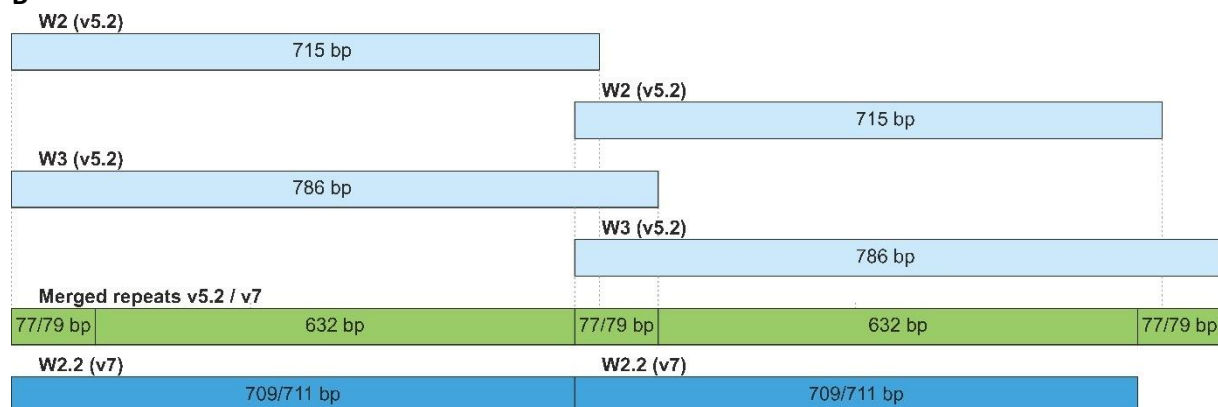 W2 (v5.2)
715 bp
W2 (v5.2)
715 bp
W3 (v5.2)
786 bp
W3 (v5.2)
786 bp
Merged repeats v5.2 / v7
77/79 bp 632 bp 77/79 bp 632 bp 77/79 bp
W2.2 (v7) W2.2 (v7)
709/711 bp 709/711 bp